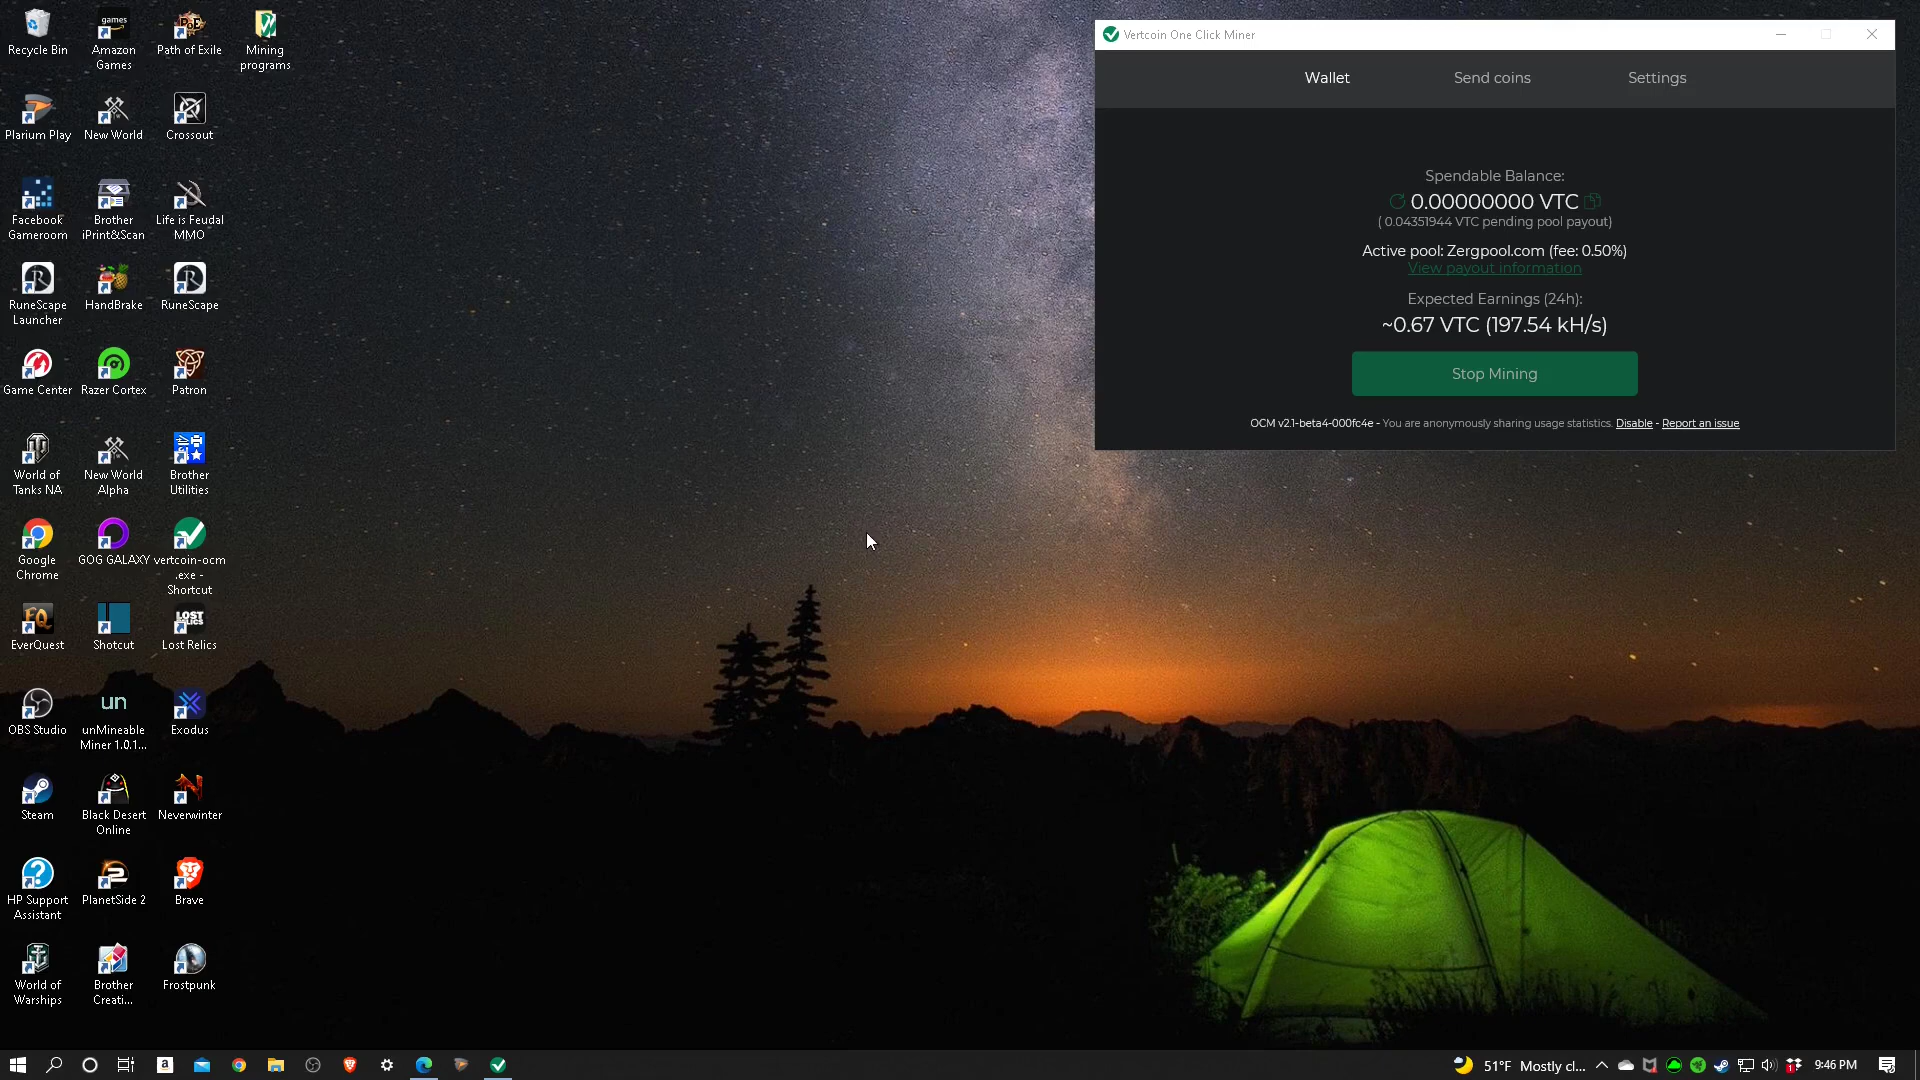 Recycle Bin
Amazon
Games
games
Path of Exile
Mining
programs
Plarium Play
New World
Crossout
Facebook
Gameroom
Brother
iPrint&Scan
Life is Feudal
MMO
RuneScape
Launcher
HandBrake
RuneScape
Game Center
Razer Cortex
Patron
World of
Tanks NA
New World
Alpha
Brother
Utilities
Google
Chrome
GOG GALAXY
vertcoin-ocm
.exe -
Shortcut
EQ
EverQuest
Shotcut
LOST
RELICS
Lost Relics
OBS Studio
un
unMineable
Miner 1.0.1...
Exodus
Steam
Black Desert
Online
Neverwinter
HP Support
Assistant
PlanetSide 2
Brave
World of
Warships
Brother
Creati...
Frostpunk
Vertcoin One Click Miner
Wallet
Send coins
Settings
Spendable Balance:
0.00000000 VTC
( 0.04351944 VTC pending pool payout)
Active pool: Zergpool.com (fee: 0.50%)
View payout information
Expected Earnings (24h):
~0.67 VTC (197.54 kH/s)
Stop Mining
OCM v2.1-beta4-000fc4e - You are anonymously sharing usage statistics. Disable - Report an issue
51°F Mostly cl...
9:46 PM